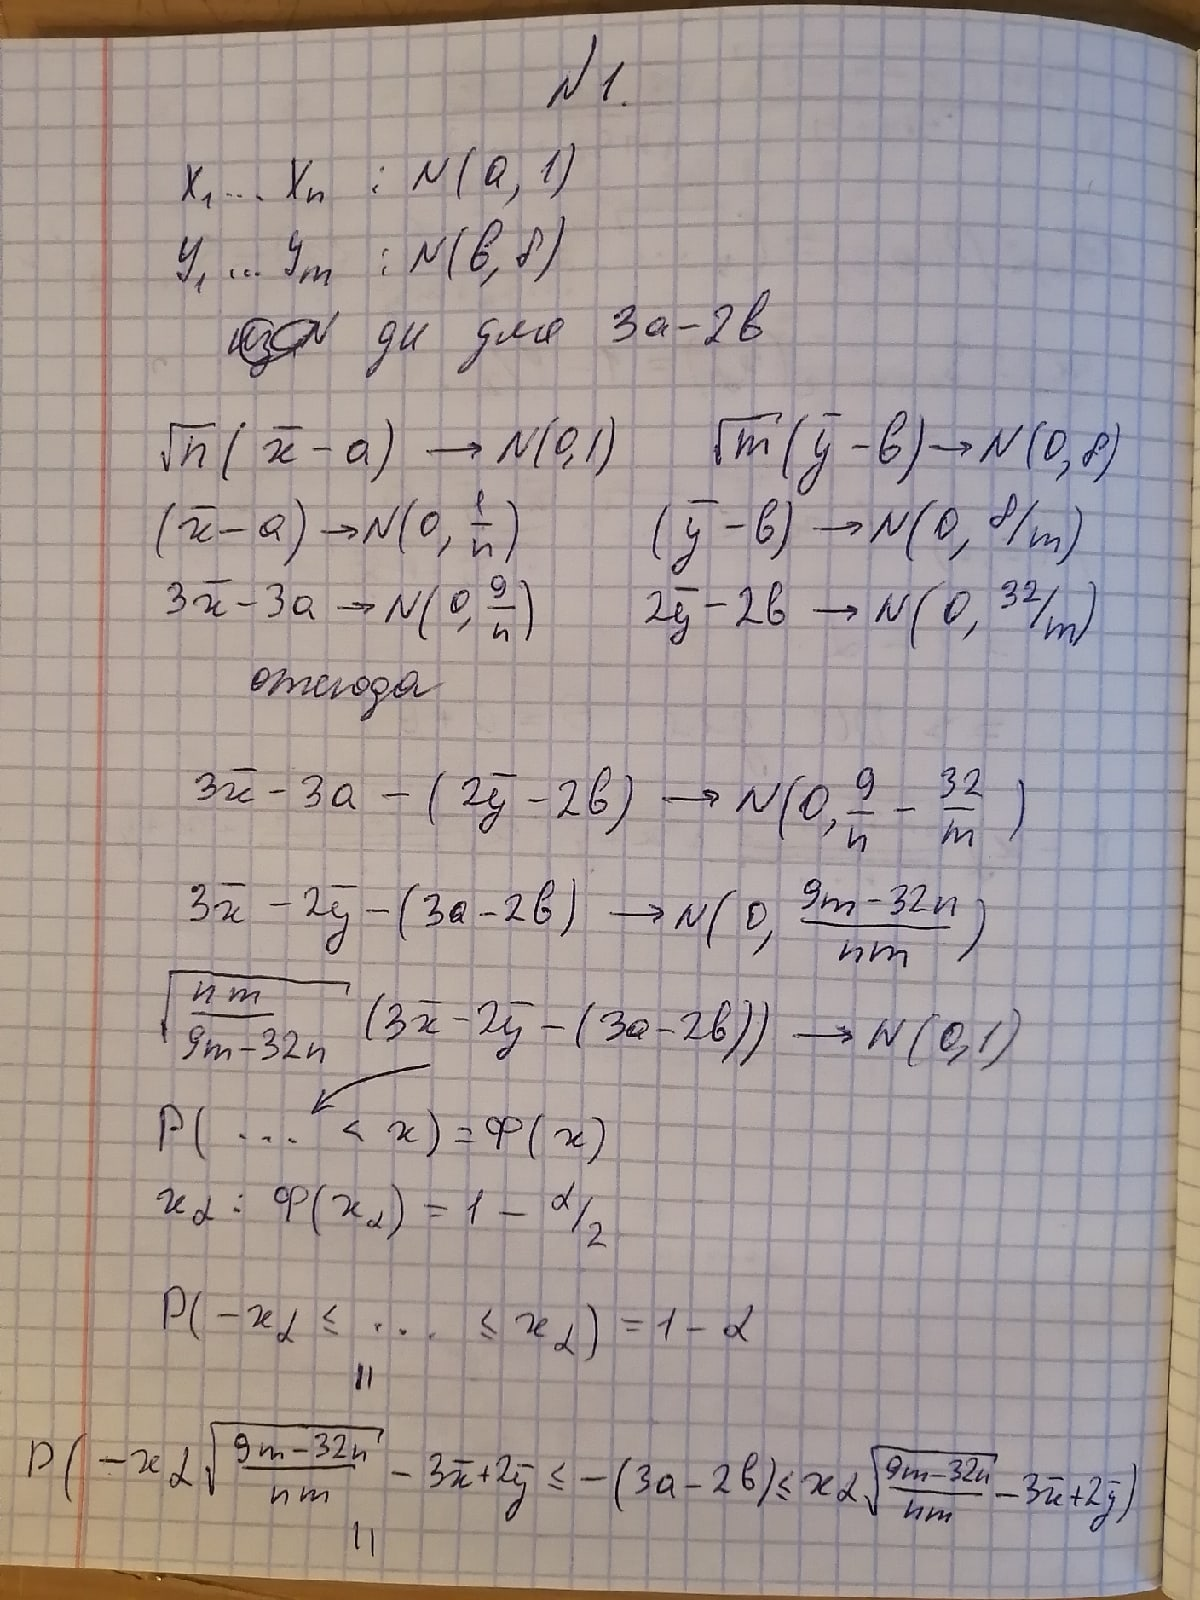 N1.
X₁ ... Xₙ : N(a, 1)
Y₁ ... Yₘ : N(b, 8)
ди для 3a - 2b
√n (x̄ - a) → N(0,1)    √m (ȳ - b) → N(0, 8)
(x̄ - a) → N(0, 1/n)    (ȳ - b) → N(0, 8/m)
3x̄ - 3a → N(0, 9/n)    2ȳ - 2b → N(0, 32/m)
отсюда
3x̄ - 3a - (2ȳ - 2b) → N(0, 9/n - 32/m)
3x̄ - 2ȳ - (3a - 2b) → N(0, (9m - 32n)/nm)
√(nm/(9m - 32n)) (3x̄ - 2ȳ - (3a - 2b)) → N(0,1)
P( ... < x) = Φ(x)
x_α : Φ(x_α) = 1 - α/2
P(-x_α ≤ ... ≤ x_α) = 1 - α
||
P(-x_α √((9m - 32n)/nm) - 3x̄ + 2ȳ ≤ -(3a - 2b) ≤ x_α √((9m - 32n)/nm) - 3x̄ + 2ȳ)
||